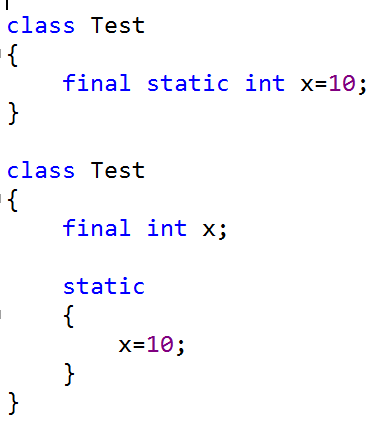 class Test
{
    final static int x=10;
}
class Test
{
    final int x;
    static
    {
        x=10;
    }
}